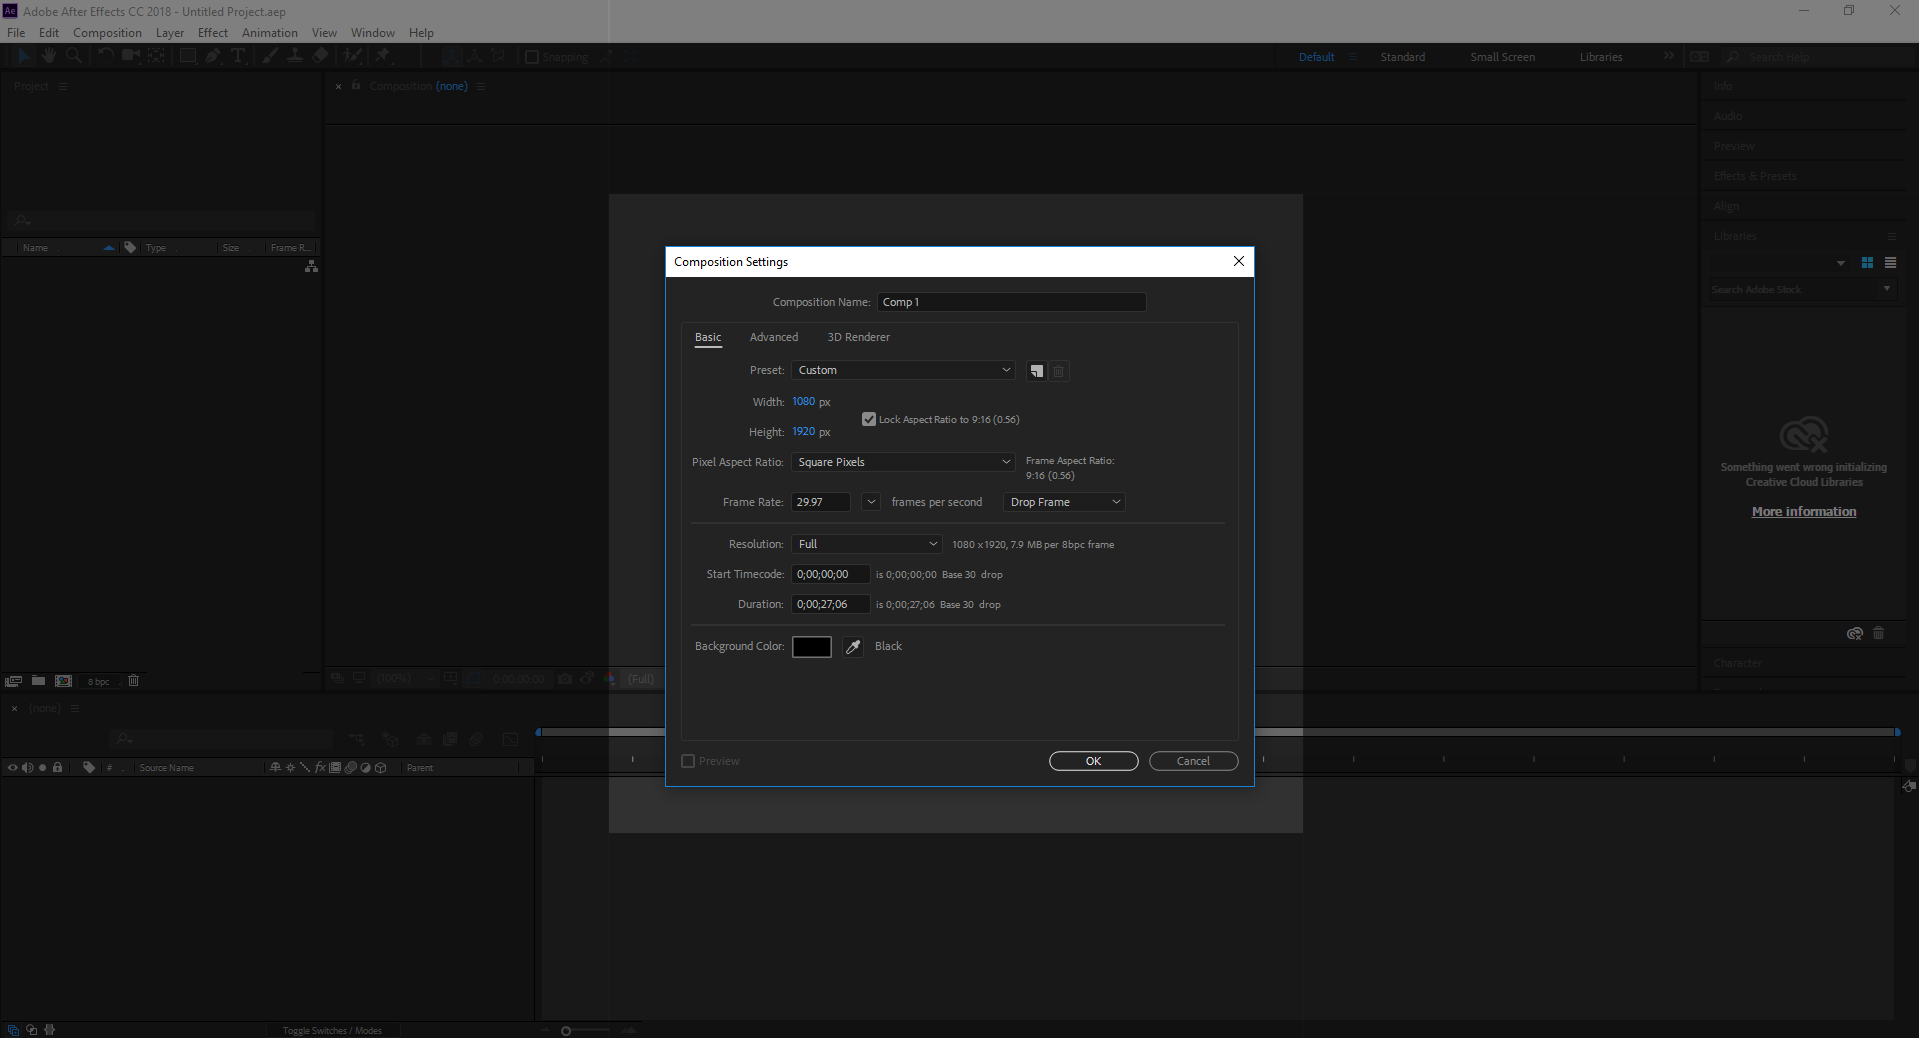 Ae Adobe After Effects CC 2018 - Untitled Project.aep
File Edit Composition Layer Effect Animation View Window Help
Snapping Default Standard Small Screen Libraries Search Help
Project Composition (none) Info
Audio
Preview
Effects & Presets
Align
Libraries
Name Type Size Frame R...
Search Adobe Stock
Composition Settings
Composition Name: Comp 1
Basic Advanced 3D Renderer
Preset: Custom
Width: 1080 px
Lock Aspect Ratio to 9:16 (0.56)
Height: 1920 px
Pixel Aspect Ratio: Square Pixels Frame Aspect Ratio:
9:16 (0.56)
Frame Rate: 29.97 frames per second Drop Frame
Resolution: Full 1080 x 1920, 7.9 MB per 8bpc frame
Start Timecode: 0;00;00;00 is 0;00;00;00 Base 30 drop
Duration: 0;00;27;06 is 0;00;27;06 Base 30 drop
Background Color: Black
Preview OK Cancel
Something went wrong initializing
Creative Cloud Libraries
More information
Character
8 bpc (100%) 0:00:00:00 (Full)
(none)
# Source Name fx Parent
Toggle Switches / Modes